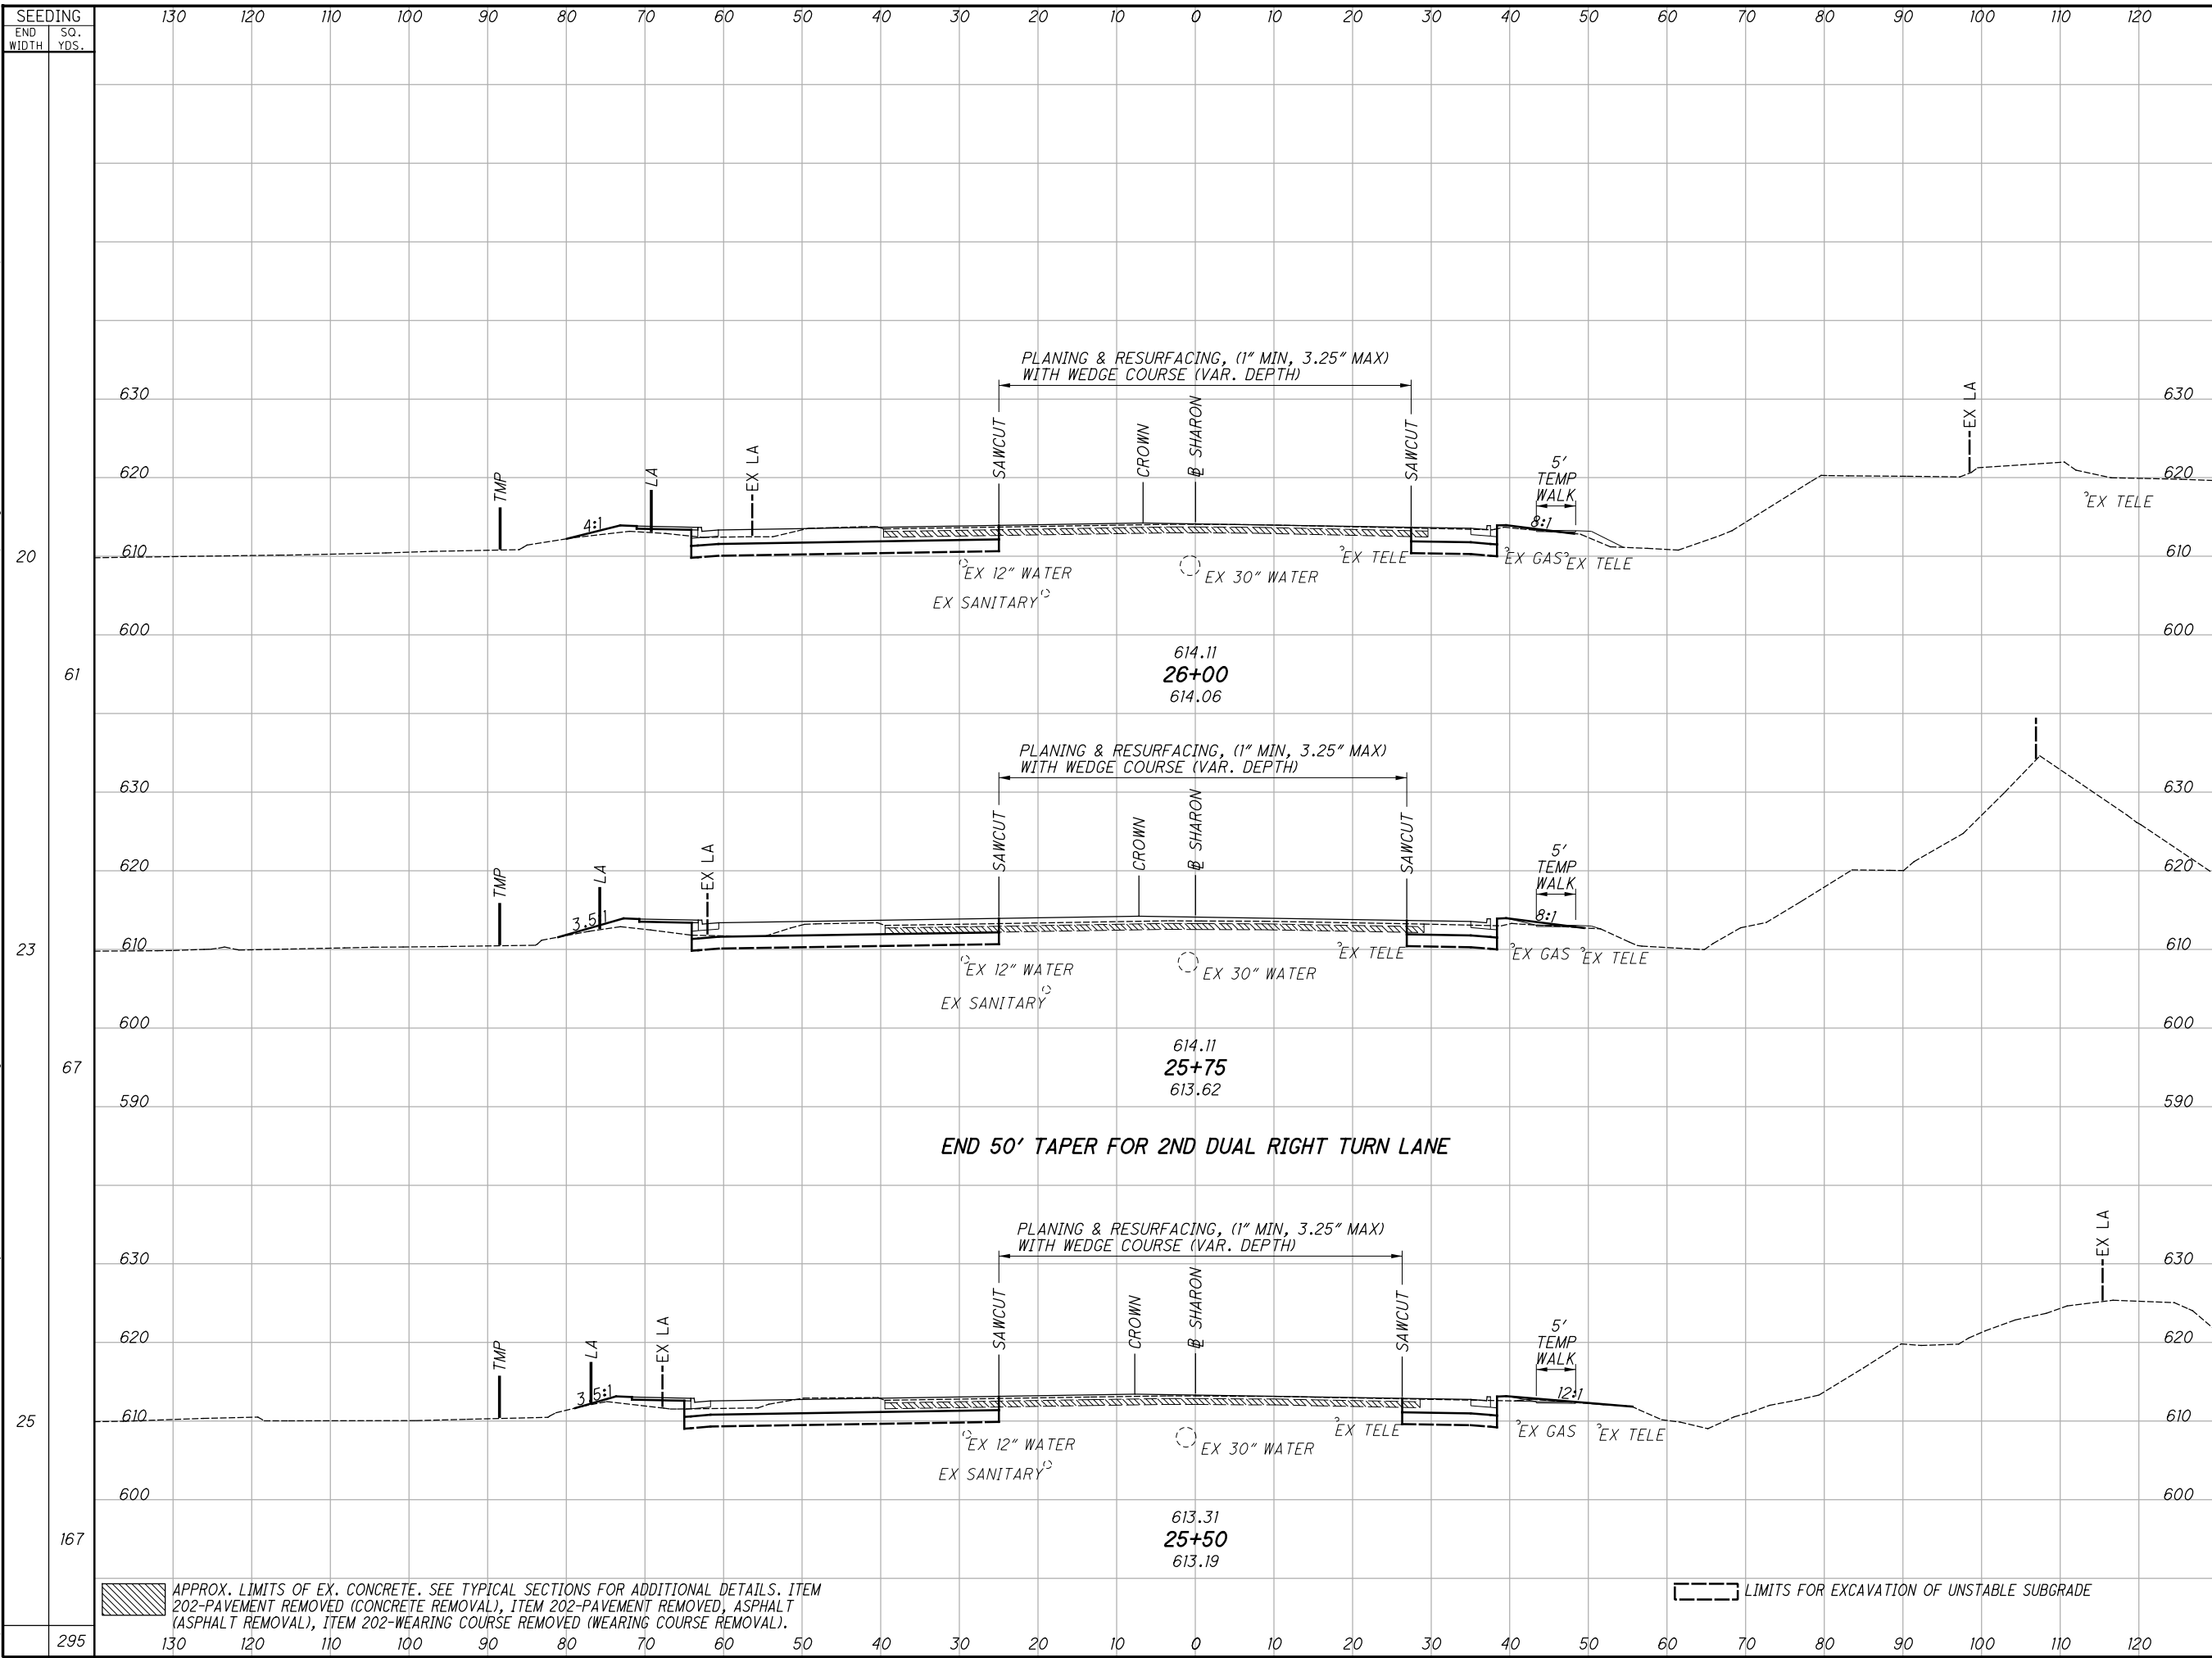 SEEDING
END WIDTH
SQ. YDS.
130 120 110 100 90 80 70 60 50 40 30 20 10 0 10 20 30 40 50 60 70 80 90 100 110 120
PLANING & RESURFACING, (1" MIN, 3.25" MAX)
WITH WEDGE COURSE (VAR. DEPTH)
630 630
SAWCUT
CROWN
BL SHARON
SAWCUT
EX LA
620 620
TMP
LA
EX LA
5'
TEMP
WALK
4:1
8:1
EX TELE
20
610 610
EX 12" WATER
EX 30" WATER
EX TELE
EX GAS
EX TELE
EX SANITARY
600 600
614.11
26+00
614.06
61
PLANING & RESURFACING, (1" MIN, 3.25" MAX)
WITH WEDGE COURSE (VAR. DEPTH)
630 630
SAWCUT
CROWN
BL SHARON
SAWCUT
620 620
TMP
LA
EX LA
5'
TEMP
WALK
3.5:1
8:1
23
610 610
EX 12" WATER
EX 30" WATER
EX TELE
EX GAS
EX TELE
EX SANITARY
600 600
614.11
25+75
613.62
67
590 590
END 50' TAPER FOR 2ND DUAL RIGHT TURN LANE
PLANING & RESURFACING, (1" MIN, 3.25" MAX)
WITH WEDGE COURSE (VAR. DEPTH)
630 630
SAWCUT
CROWN
BL SHARON
SAWCUT
EX LA
620 620
TMP
LA
EX LA
5'
TEMP
WALK
3.5:1
12:1
25
610 610
EX 12" WATER
EX 30" WATER
EX TELE
EX GAS
EX TELE
EX SANITARY
600 600
613.31
25+50
613.19
167
APPROX. LIMITS OF EX. CONCRETE. SEE TYPICAL SECTIONS FOR ADDITIONAL DETAILS. ITEM
202-PAVEMENT REMOVED (CONCRETE REMOVAL), ITEM 202-PAVEMENT REMOVED, ASPHALT
(ASPHALT REMOVAL), ITEM 202-WEARING COURSE REMOVED (WEARING COURSE REMOVAL).
LIMITS FOR EXCAVATION OF UNSTABLE SUBGRADE
295
130 120 110 100 90 80 70 60 50 40 30 20 10 0 10 20 30 40 50 60 70 80 90 100 110 120